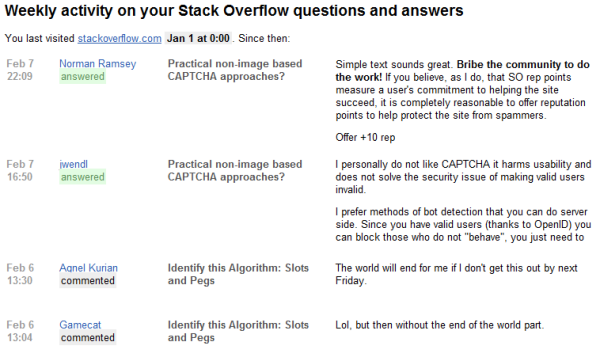 Weekly activity on your Stack Overflow questions and answers
You last visited stackoverflow.com Jan 1 at 0:00. Since then:
Feb 7 22:09
Norman Ramsey
answered
Practical non-image based
CAPTCHA approaches?
Simple text sounds great. Bribe the community to do
the work! If you believe, as I do, that SO rep points
measure a user's commitment to helping the site
succeed, it is completely reasonable to offer reputation
points to help protect the site from spammers.
Offer +10 rep
Feb 7 16:50
jwendl
answered
Practical non-image based
CAPTCHA approaches?
I personally do not like CAPTCHA it harms usability and
does not solve the security issue of making valid users
invalid.
I prefer methods of bot detection that you can do server
side. Since you have valid users (thanks to OpenID) you
can block those who do not "behave", you just need to
Feb 6 13:30
Agnel Kurian
commented
Identify this Algorithm: Slots
and Pegs
The world will end for me if I don't get this out by next
Friday.
Feb 6 13:04
Gamecat
commented
Identify this Algorithm: Slots
and Pegs
Lol, but then without the end of the world part.